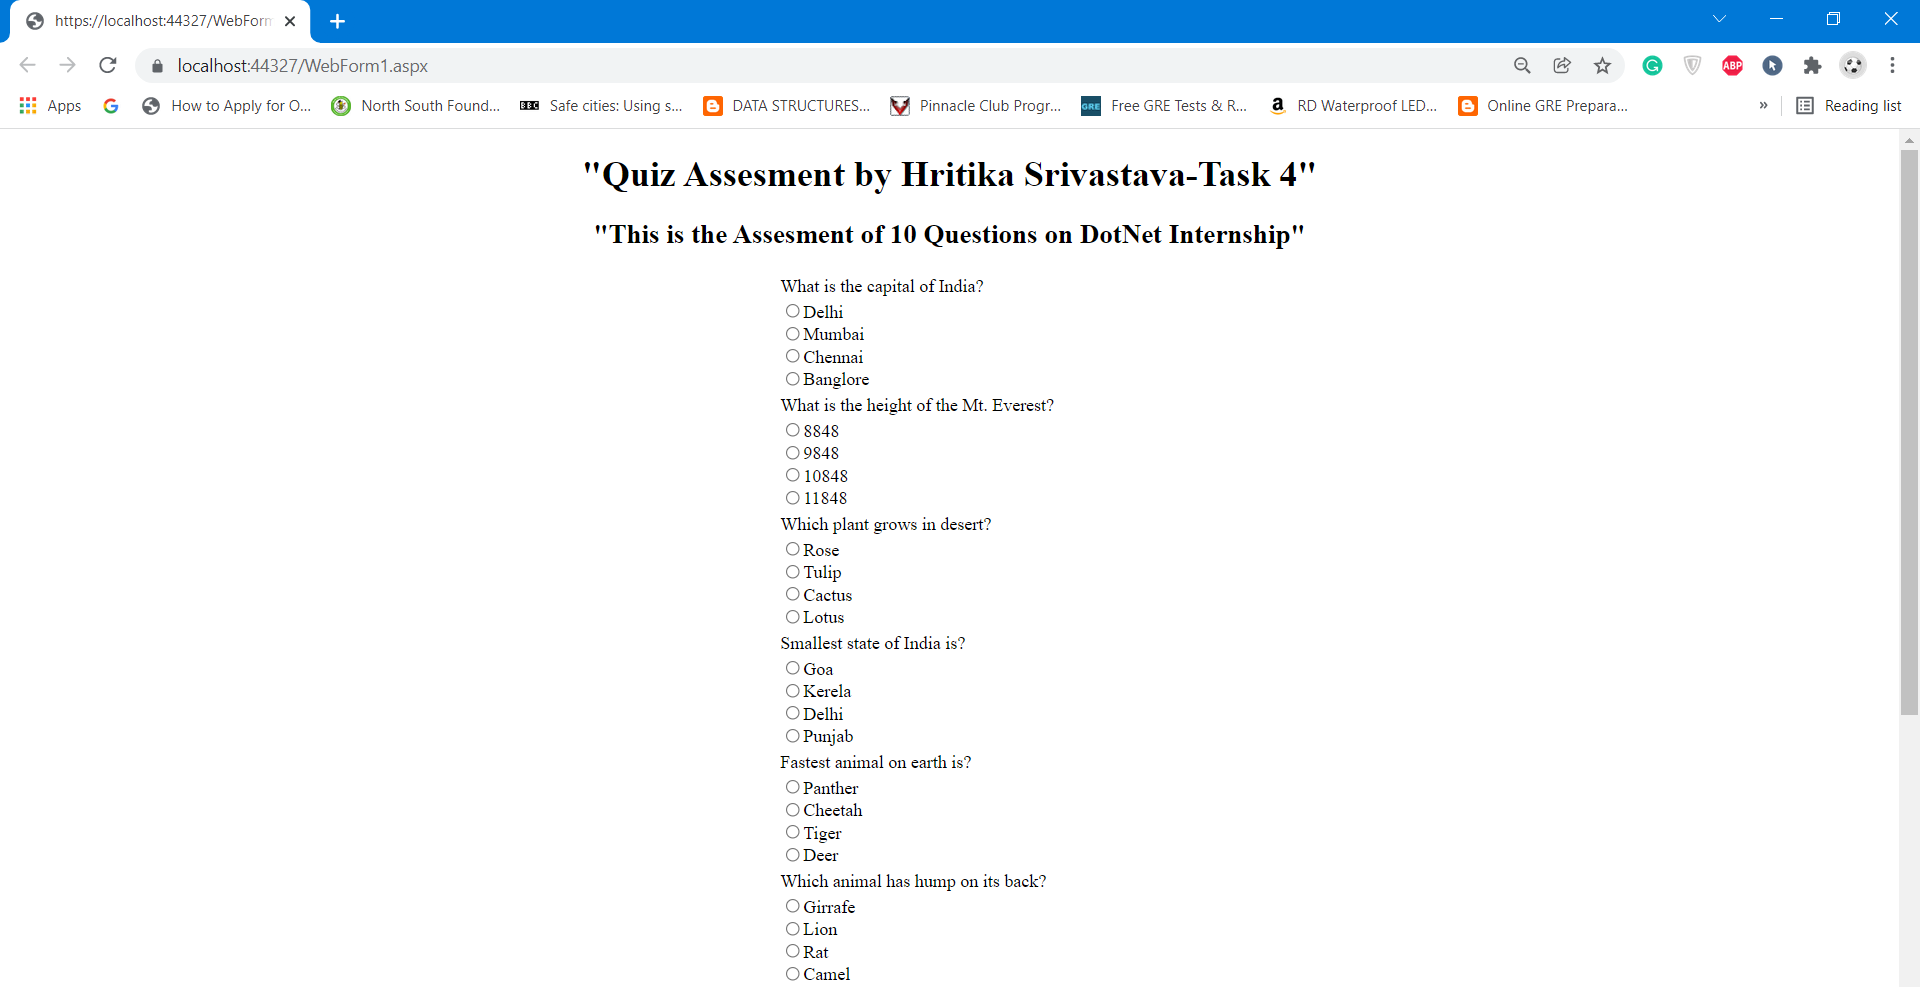 https://localhost:44327/WebForm
localhost:44327/WebForm1.aspx
ABP
Apps
How to Apply for O...
North South Found...
BBC
Safe cities: Using s...
DATA STRUCTURES...
Pinnacle Club Progr...
GRE
Free GRE Tests & R...
RD Waterproof LED...
Online GRE Prepara...
»
Reading list
"Quiz Assesment by Hritika Srivastava-Task 4"
"This is the Assesment of 10 Questions on DotNet Internship"
What is the capital of India?
Delhi
Mumbai
Chennai
Banglore
What is the height of the Mt. Everest?
8848
9848
10848
11848
Which plant grows in desert?
Rose
Tulip
Cactus
Lotus
Smallest state of India is?
Goa
Kerela
Delhi
Punjab
Fastest animal on earth is?
Panther
Cheetah
Tiger
Deer
Which animal has hump on its back?
Girrafe
Lion
Rat
Camel